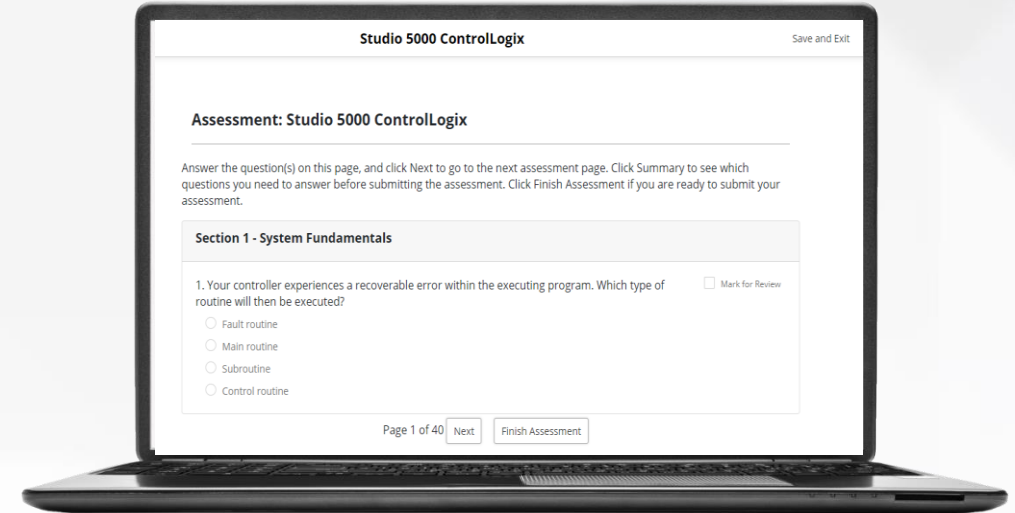 Studio 5000 ControlLogix
Save and Exit
Assessment: Studio 5000 ControlLogix
Answer the question(s) on this page, and click Next to go to the next assessment page. Click Summary to see which
questions you need to answer before submitting the assessment. Click Finish Assessment if you are ready to submit your
assessment.
Section 1 - System Fundamentals
1. Your controller experiences a recoverable error within the executing program. Which type of
routine will then be executed?
Mark for Review
Fault routine
Main routine
Subroutine
Control routine
Page 1 of 40
Next
Finish Assessment